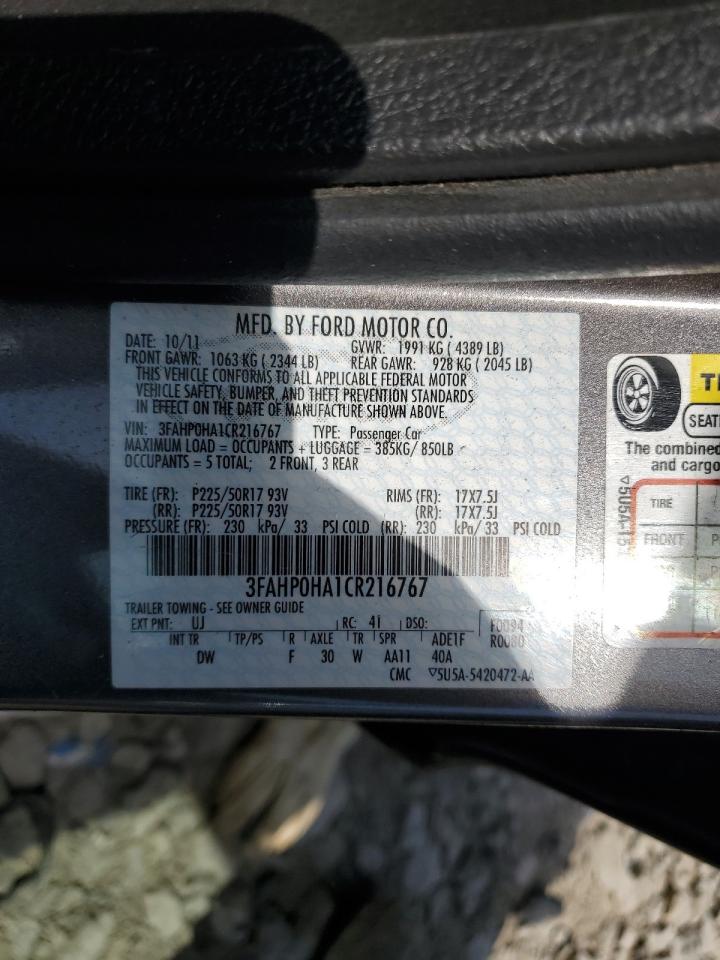 MFD. BY FORD MOTOR CO.
DATE: 10/11 GVWR: 1991 KG ( 4389 LB)
FRONT GAWR: 1063 KG ( 2344 LB) REAR GAWR: 928 KG ( 2045 LB)
THIS VEHICLE CONFORMS TO ALL APPLICABLE FEDERAL MOTOR
VEHICLE SAFETY, BUMPER, AND THEFT PREVENTION STANDARDS
IN EFFECT ON THE DATE OF MANUFACTURE SHOWN ABOVE.
VIN: 3FAHP0HA1CR216767 TYPE: Passenger Car
MAXIMUM LOAD = OCCUPANTS + LUGGAGE = 385KG/ 850LB
OCCUPANTS = 5 TOTAL; 2 FRONT, 3 REAR
TIRE (FR): P225/50R17 93V RIMS (FR): 17X7.5J
(RR): P225/50R17 93V (RR): 17X7.5J
PRESSURE (FR): 230 kPa/ 33 PSI COLD (RR): 230 kPa/ 33 PSI COLD
3FAHP0HA1CR216767
TRAILER TOWING - SEE OWNER GUIDE
EXT PNT: UJ RC: 41 DSO: F0094
INT TR TP/PS R AXLE TR SPR ADE1F R0080
DW F 30 W AA11 40A
CMC ▽5U5A-5420472-AA
SEATI
The combined
and cargo
TIRE
FRONT
REAR